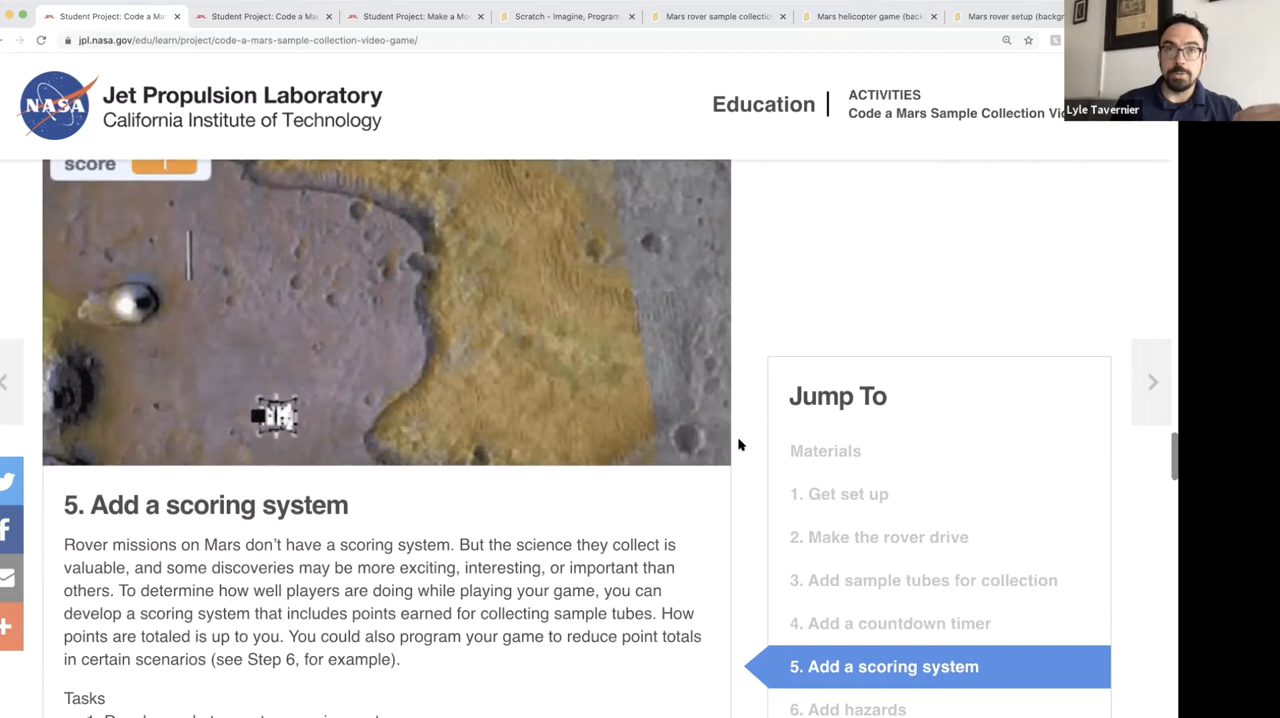 Student Project: Code a Mar
Student Project: Code a Mar
Student Project: Make a Mo
Scratch - Imagine, Program
Mars rover sample collectio
Mars helicopter game (back
Mars rover setup (backgr
jpl.nasa.gov/edu/learn/project/code-a-mars-sample-collection-video-game/
NASA
Jet Propulsion Laboratory
California Institute of Technology
Education
ACTIVITIES
Code a Mars Sample Collection Vid
Lyle Tavernier
score
1
5. Add a scoring system
Rover missions on Mars don't have a scoring system. But the science they collect is
valuable, and some discoveries may be more exciting, interesting, or important than
others. To determine how well players are doing while playing your game, you can
develop a scoring system that includes points earned for collecting sample tubes. How
points are totaled is up to you. You could also program your game to reduce point totals
in certain scenarios (see Step 6, for example).
Tasks
Jump To
Materials
1. Get set up
2. Make the rover drive
3. Add sample tubes for collection
4. Add a countdown timer
5. Add a scoring system
6. Add hazards